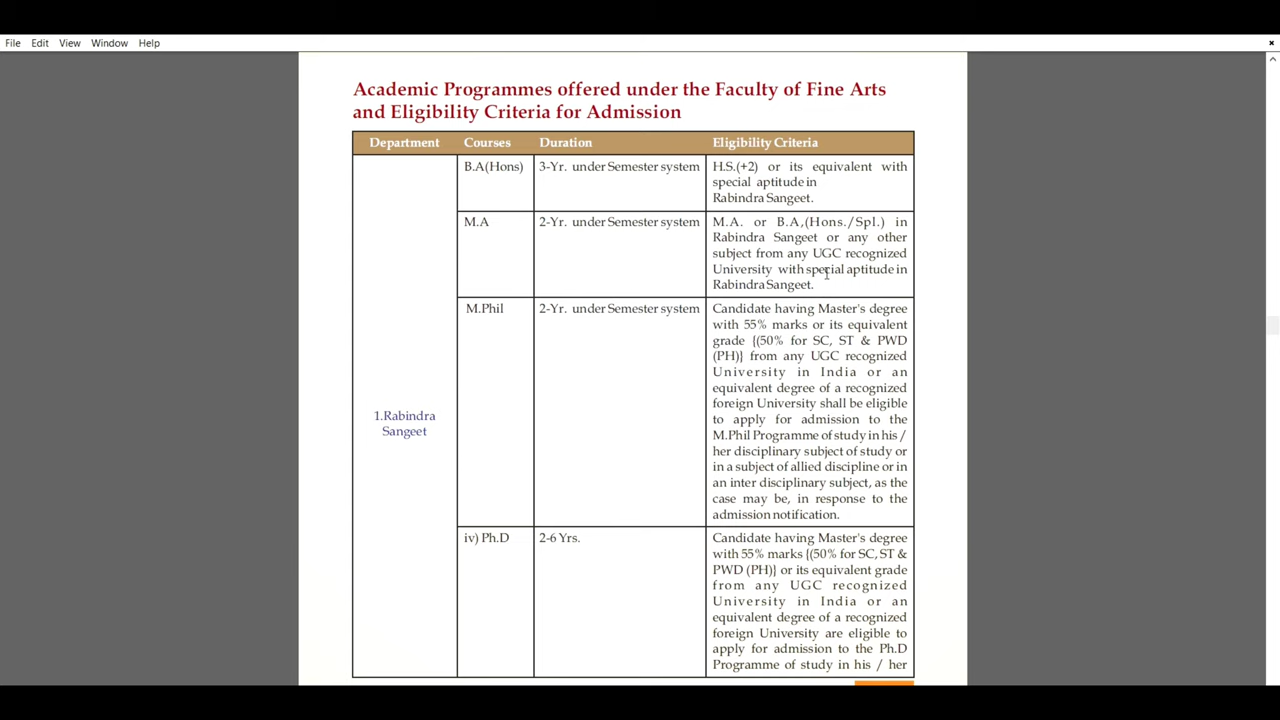 File Edit View Window Help ×
Academic Programmes offered under the Faculty of Fine Arts
and Eligibility Criteria for Admission
Department Courses Duration Eligibility Criteria
1.Rabindra
Sangeet
B.A(Hons) 3-Yr. under Semester system H.S.(+2) or its equivalent with
special aptitude in
Rabindra Sangeet.
M.A 2-Yr. under Semester system M.A. or B.A,(Hons./Spl.) in
Rabindra Sangeet or any other
subject from any UGC recognized
University with special aptitude in
Rabindra Sangeet.
M.Phil 2-Yr. under Semester system Candidate having Master's degree
with 55% marks or its equivalent
grade {(50% for SC, ST & PWD
(PH)} from any UGC recognized
University in India or an
equivalent degree of a recognized
foreign University shall be eligible
to apply for admission to the
M.Phil Programme of study in his /
her disciplinary subject of study or
in a subject of allied discipline or in
an inter disciplinary subject, as the
case may be, in response to the
admission notification.
iv) Ph.D 2-6 Yrs. Candidate having Master's degree
with 55% marks {(50% for SC, ST &
PWD (PH)} or its equivalent grade
from any UGC recognized
University in India or an
equivalent degree of a recognized
foreign University are eligible to
apply for admission to the Ph.D
Programme of study in his / her